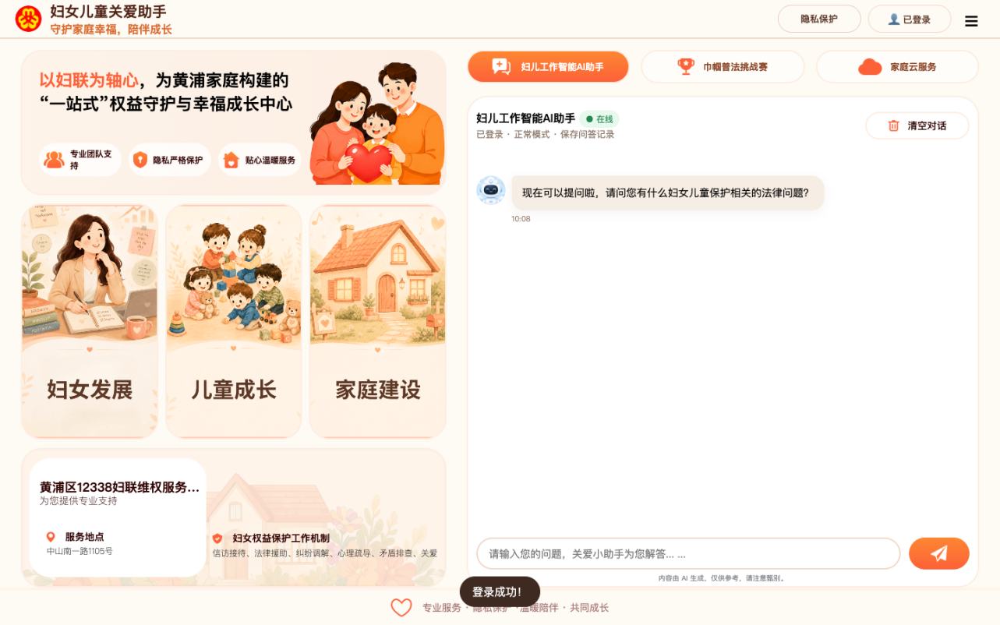 妇女儿童关爱助手
守护家庭幸福，陪伴成长
隐私保护
已登录
以妇联为轴心，为黄浦家庭构建的
“一站式”权益守护与幸福成长中心
专业团队支
持
隐私严格保护
贴心温暖服务
妇女发展
儿童成长
家庭建设
黄浦区12338妇联维权服务...
为您提供专业支持
服务地点
中山南一路1105号
妇女权益保护工作机制
信访接待、法律援助、纠纷调解、心理疏导、矛盾排查、关爱
妇儿工作智能AI助手
巾帼普法挑战赛
家庭云服务
妇儿工作智能AI助手
在线
已登录 · 正常模式 · 保存问答记录
清空对话
现在可以提问啦，请问您有什么妇女儿童保护相关的法律问题？
10:08
请输入您的问题，关爱小助手为您解答... ...
内容由 AI 生成，仅供参考，请注意甄别。
登录成功！
专业服务 · 隐私保护 · 温暖陪伴 · 共同成长